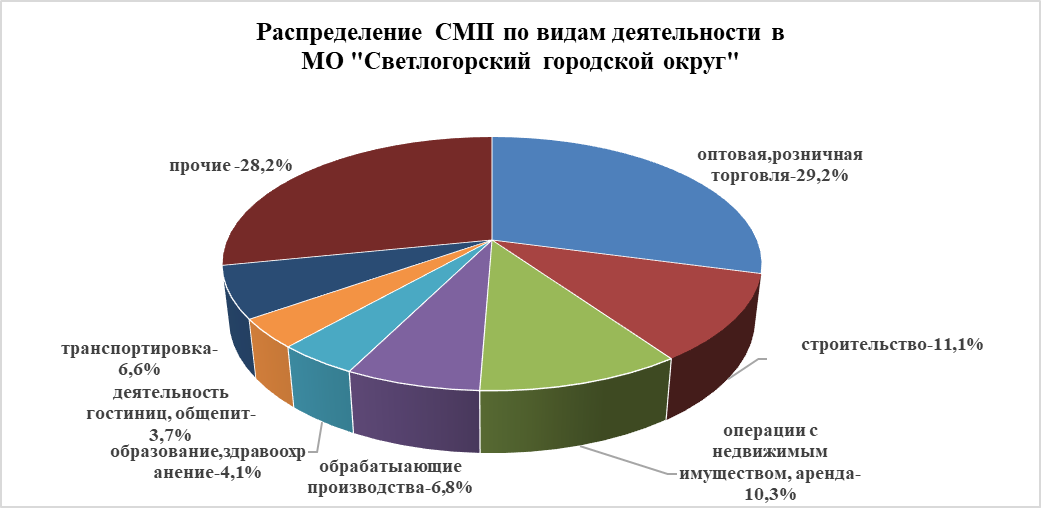 Распределение СМП по видам деятельности в
МО "Светлогорский городской округ"
прочие -28,2%
оптовая,розничная
торговля-29,2%
строительство-11,1%
транспортировка-
6,6%
деятельность
гостиниц, общепит-
3,7%
образование,здравоохр
анение-4,1%
обрабатыающие
производства-6,8%
операции с
недвижимым
имуществом, аренда-
10,3%